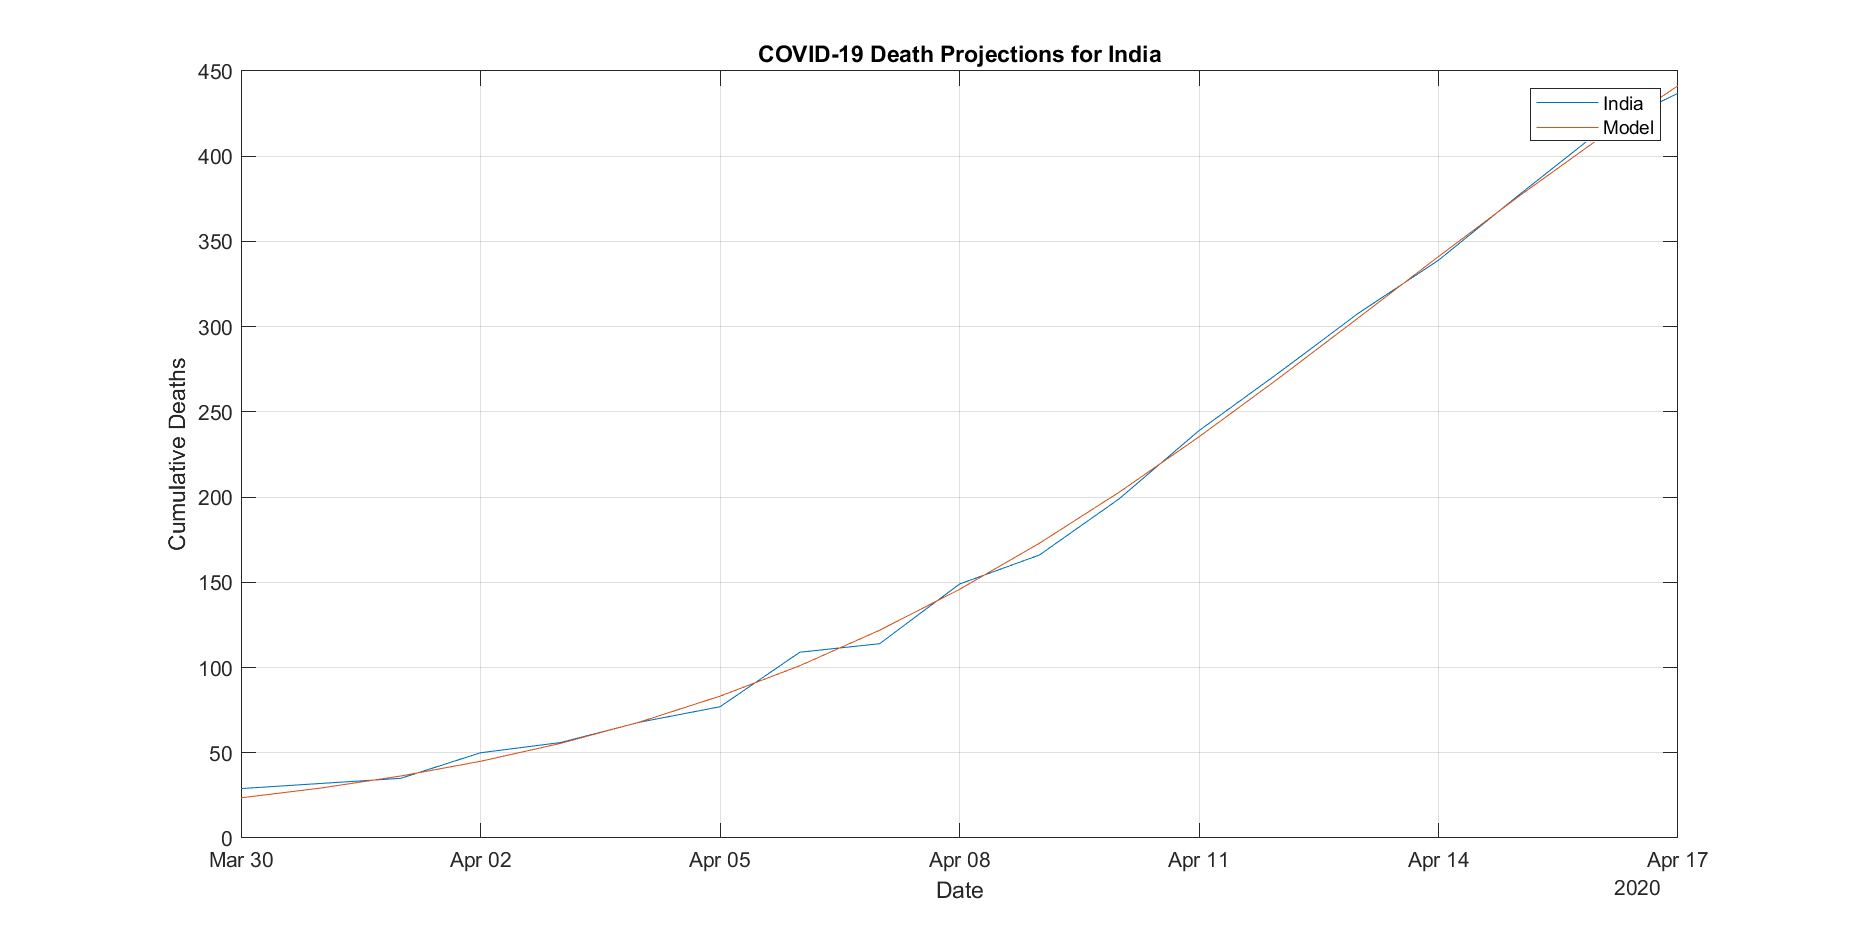 COVID-19 Death Projections for India
450
400
350
300
250
200
150
100
50
0
Cumulative Deaths
India
Model
Mar 30 Apr 02 Apr 05 Apr 08 Apr 11 Apr 14 Apr 17
2020
Date